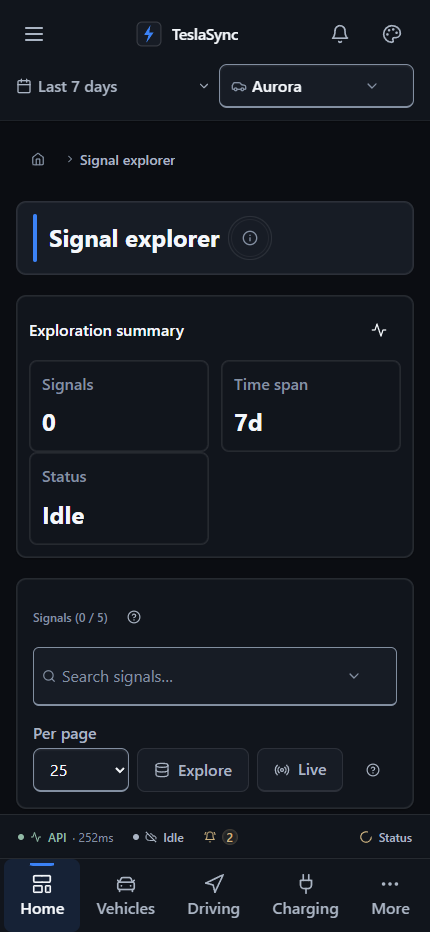 TeslaSync
Last 7 days
Aurora
Signal explorer
Signal explorer
Exploration summary
Signals
0
Time span
7d
Status
Idle
Signals (0 / 5)
Search signals...
Per page
25
Explore
Live
API · 252ms
Idle
2
Status
Home
Vehicles
Driving
Charging
More